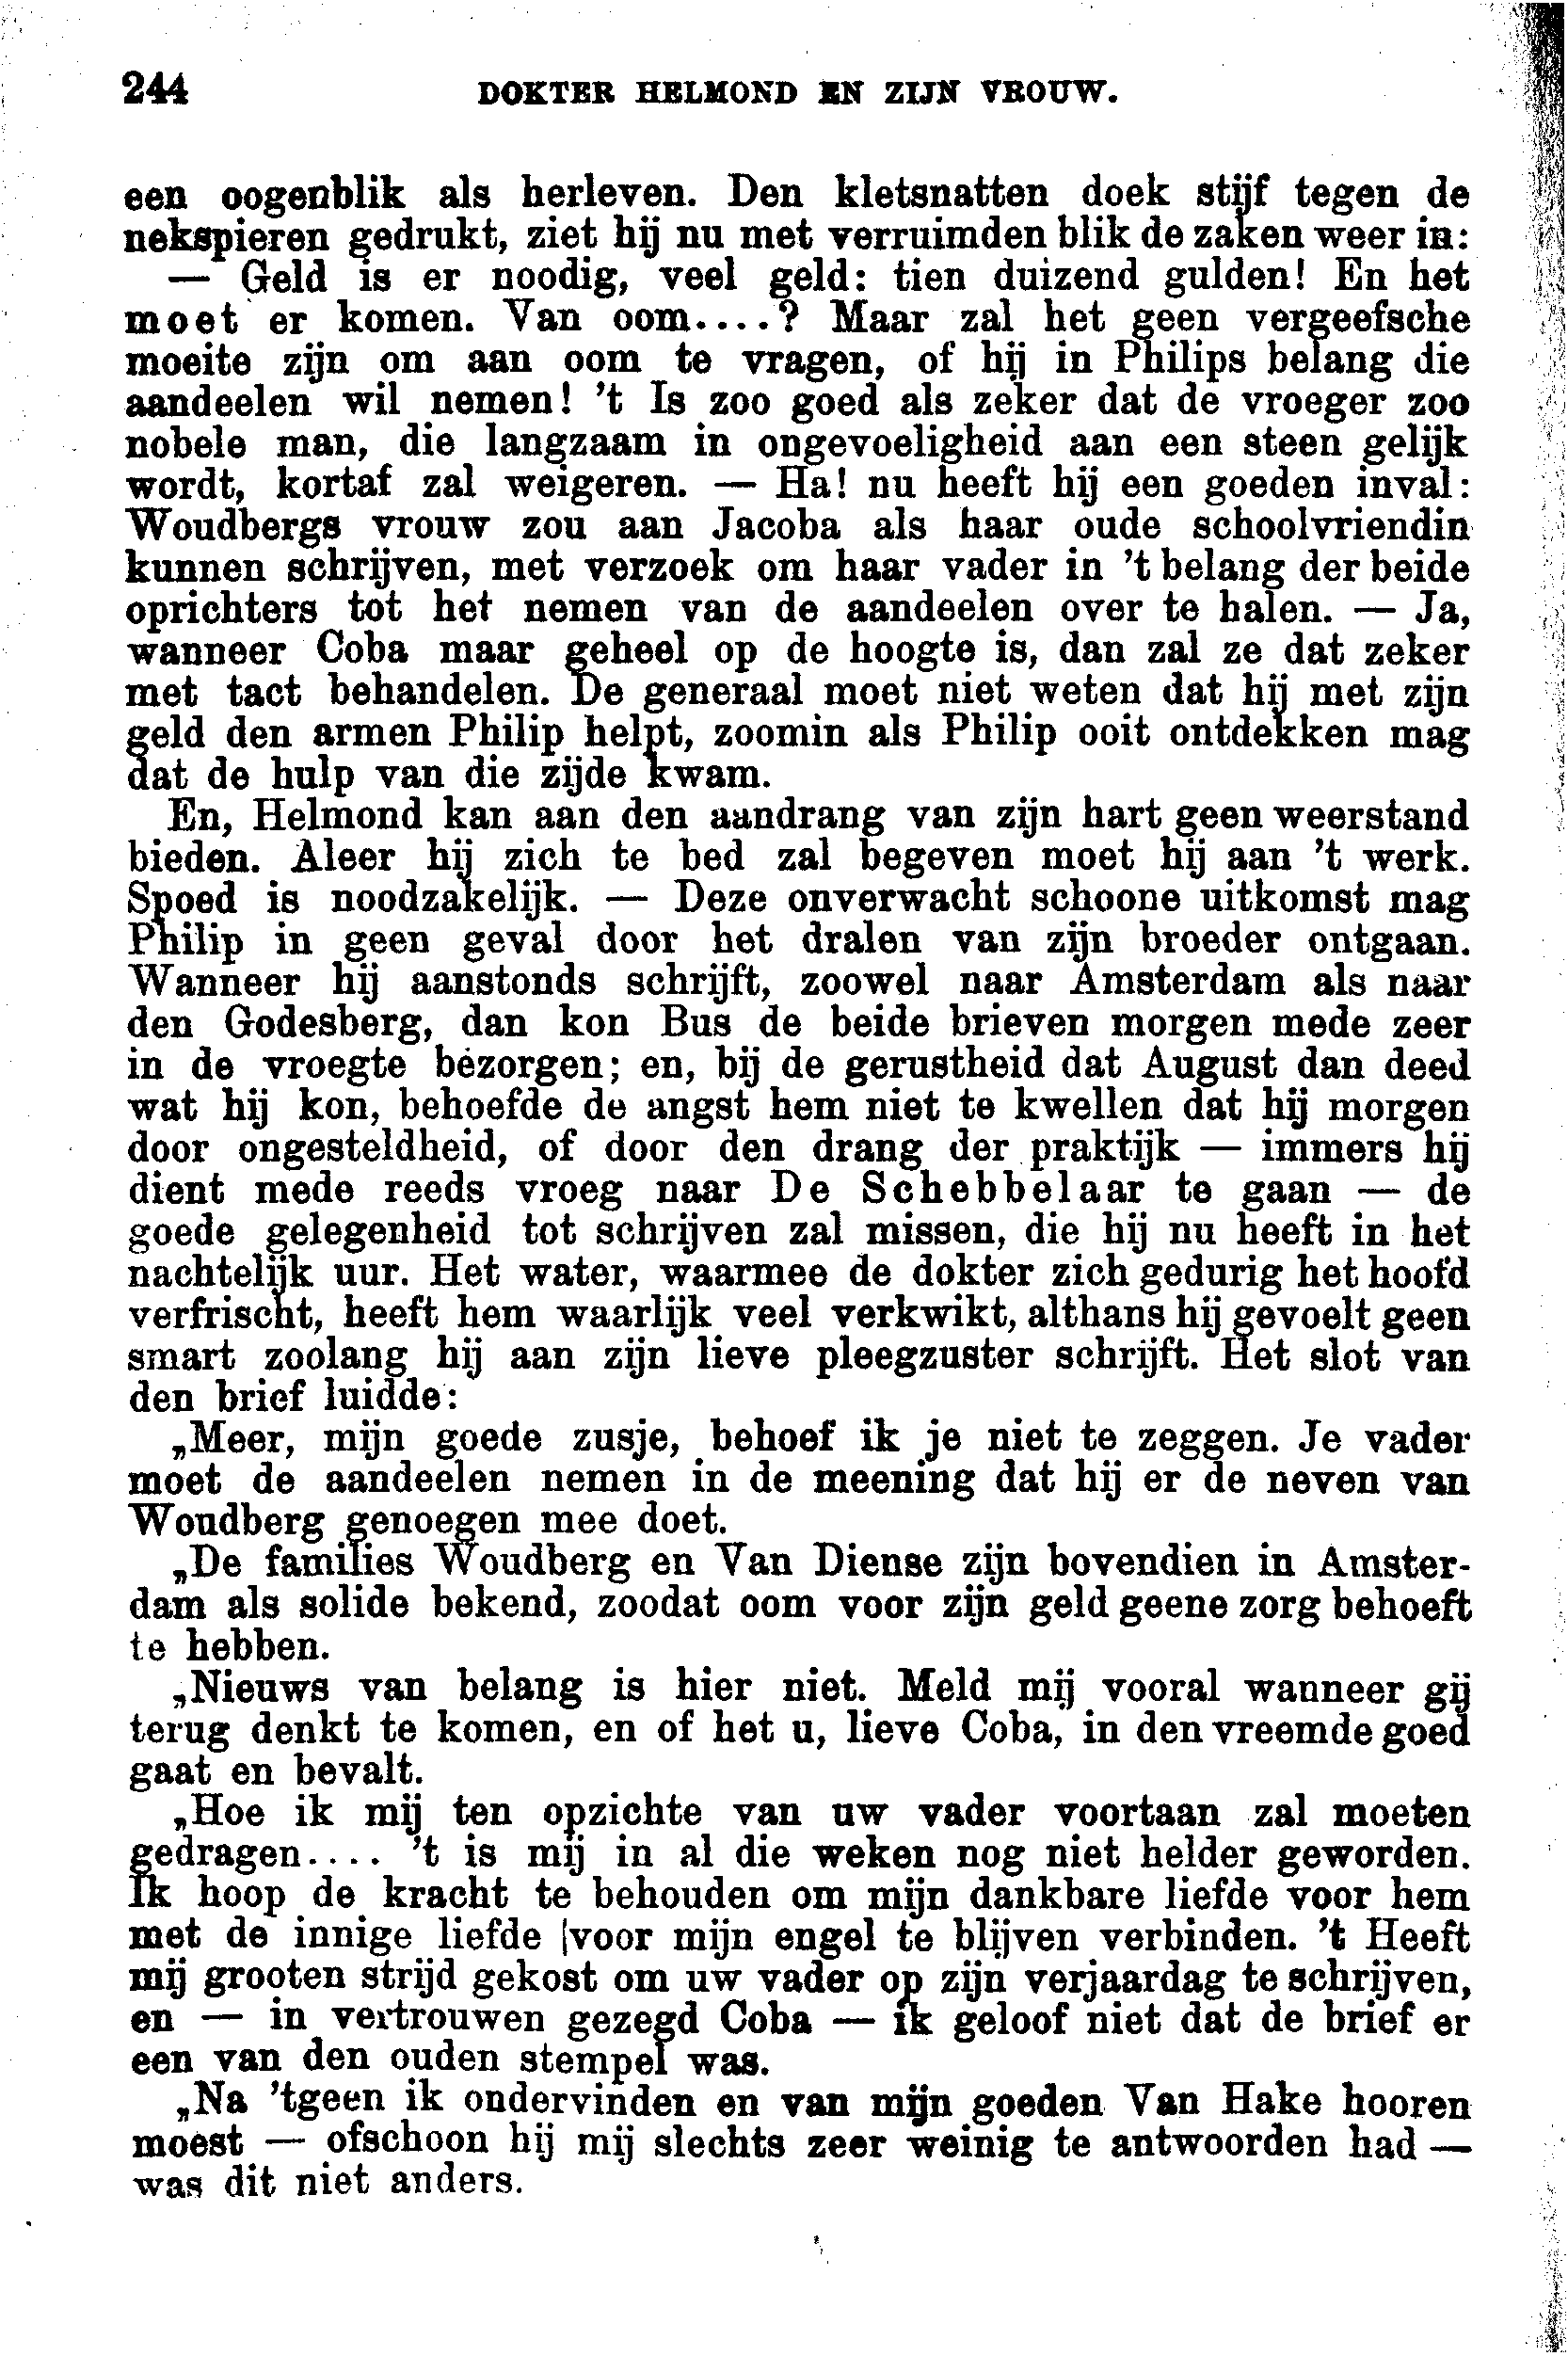 244 DOKTER HELMOND EN ZIJN VROUW.
een oogenblik als herleven. Den kletsnatten doek stijf tegen de
nekspieren gedrukt, ziet hij nu met verruimden blik de zaken weer in:
— Geld is er noodig, veel geld: tien duizend gulden! En het
moet er komen. Van oom....? Maar zal het geen vergeefsche
moeite zijn om aan oom te vragen, of hij in Philips belang die
aandeelen wil nemen! 't Is zoo goed als zeker dat de vroeger zoo
nobele man, die langzaam in ongevoeligheid aan een steen gelijk
wordt, kortaf zal weigeren. — Ha! nu heeft hij een goeden inval:
Woudbergs vrouw zou aan Jacoba als haar oude schoolvriendin
kunnen schrijven, met verzoek om haar vader in 't belang der beide
oprichters tot het nemen van de aandeelen over te halen. — Ja,
wanneer Coba maar geheel op de hoogte is, dan zal ze dat zeker
met tact behandelen. De generaal moet niet weten dat hij met zijn
geld den armen Philip helpt, zoomin als Philip ooit ontdekken mag
dat de hulp van die zijde kwam.
En, Helmond kan aan den aandrang van zijn hart geen weerstand
bieden. Aleer hij zich te bed zal begeven moet hij aan 't werk.
Spoed is noodzakelijk. — Deze onverwacht schoone uitkomst mag
Philip in geen geval door het dralen van zijn broeder ontgaan.
Wanneer hij aanstonds schrijft, zoowel naar Amsterdam als naar
den Godesberg, dan kon Bus de beide brieven morgen mede zeer
in de vroegte bezorgen; en, bij de gerustheid dat August dan deed
wat hij kon, behoefde de angst hem niet te kwellen dat hij morgen
door ongesteldheid, of door den drang der praktijk — immers hij
dient mede reeds vroeg naar De Schebbelaar te gaan — de
goede gelegenheid tot schrijven zal missen, die hij nu heeft in het
nachtelijk uur. Het water, waarmee de dokter zich gedurig het hoofd
verfrischt, heeft hem waarlijk veel verkwikt, althans hij gevoelt geen
smart zoolang hij aan zijn lieve pleegzuster schrijft. Het slot van
den brief luidde:
„Meer, mijn goede zusje, behoef ik je niet te zeggen. Je vader
moet de aandeelen nemen in de meening dat hij er de neven van
Woudberg genoegen mee doet.
„De families Woudberg en Van Diense zijn bovendien in Amster-
dam als solide bekend, zoodat oom voor zijn geld geene zorg behoeft
te hebben.
„Nieuws van belang is hier niet. Meld mij vooral wanneer gij
terug denkt te komen, en of het u, lieve Coba, in den vreemde goed
gaat en bevalt.
„Hoe ik mij ten opzichte van uw vader voortaan zal moeten
gedragen.... 't is mij in al die weken nog niet helder geworden.
Ik hoop de kracht te behouden om mijn dankbare liefde voor hem
met de innige liefde |voor mijn engel te blijven verbinden. 't Heeft
mij grooten strijd gekost om uw vader op zijn verjaardag te schrijven,
en — in vertrouwen gezegd Coba — ik geloof niet dat de brief er
een van den ouden stempel was.
„Na 'tgeen ik ondervinden en van mijn goeden Van Hake hooren
moest — ofschoon hij mij slechts zeer weinig te antwoorden had —
was dit niet anders.